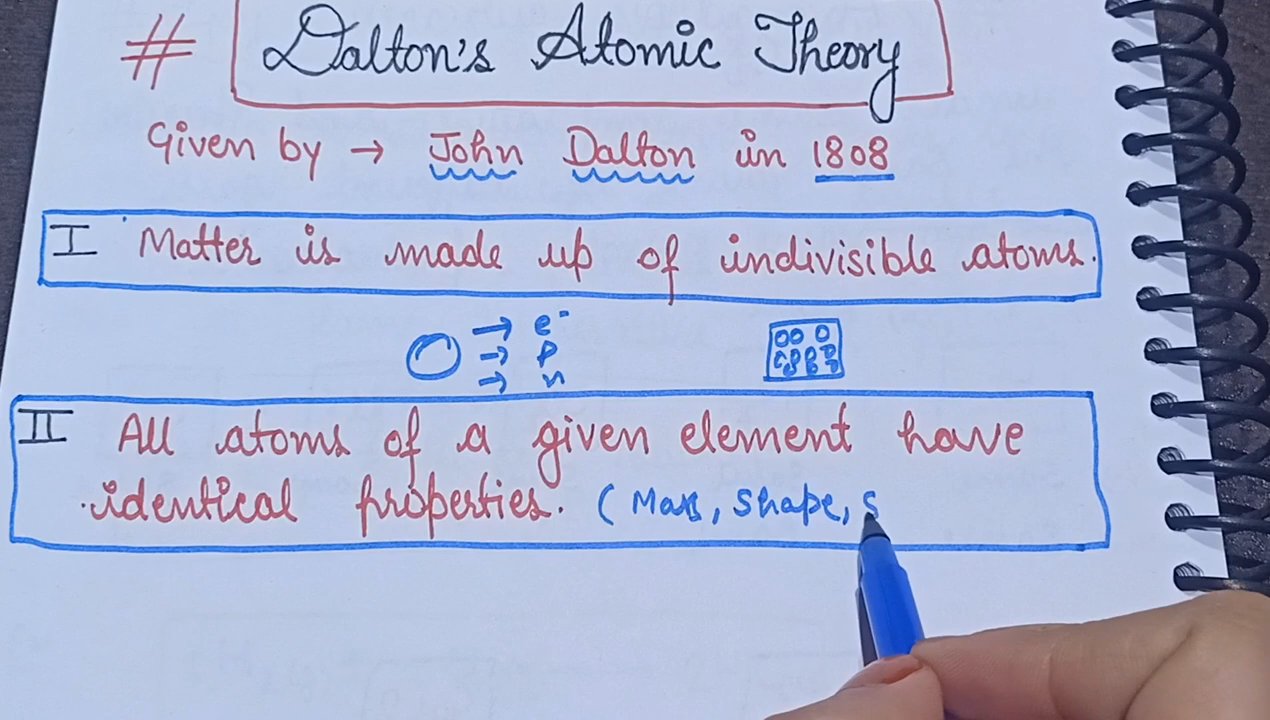 # Dalton's Atomic Theory
Given by → John Dalton in 1808
I Matter is made up of indivisible atoms.
→ e⁻
→ p
→ n
II All atoms of a given element have
identical properties. (Mass, Shape, s